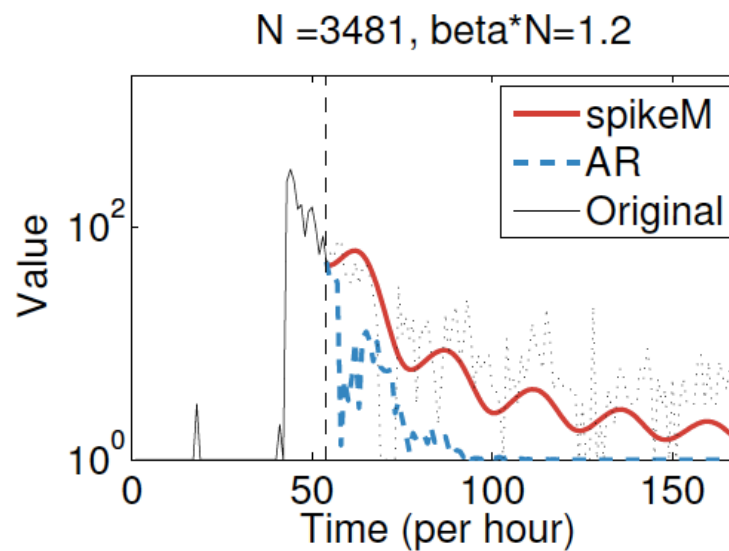 N =3481, beta*N=1.2
spikeM
AR
Original
Value
10^2
10^0
0 50 100 150
Time (per hour)